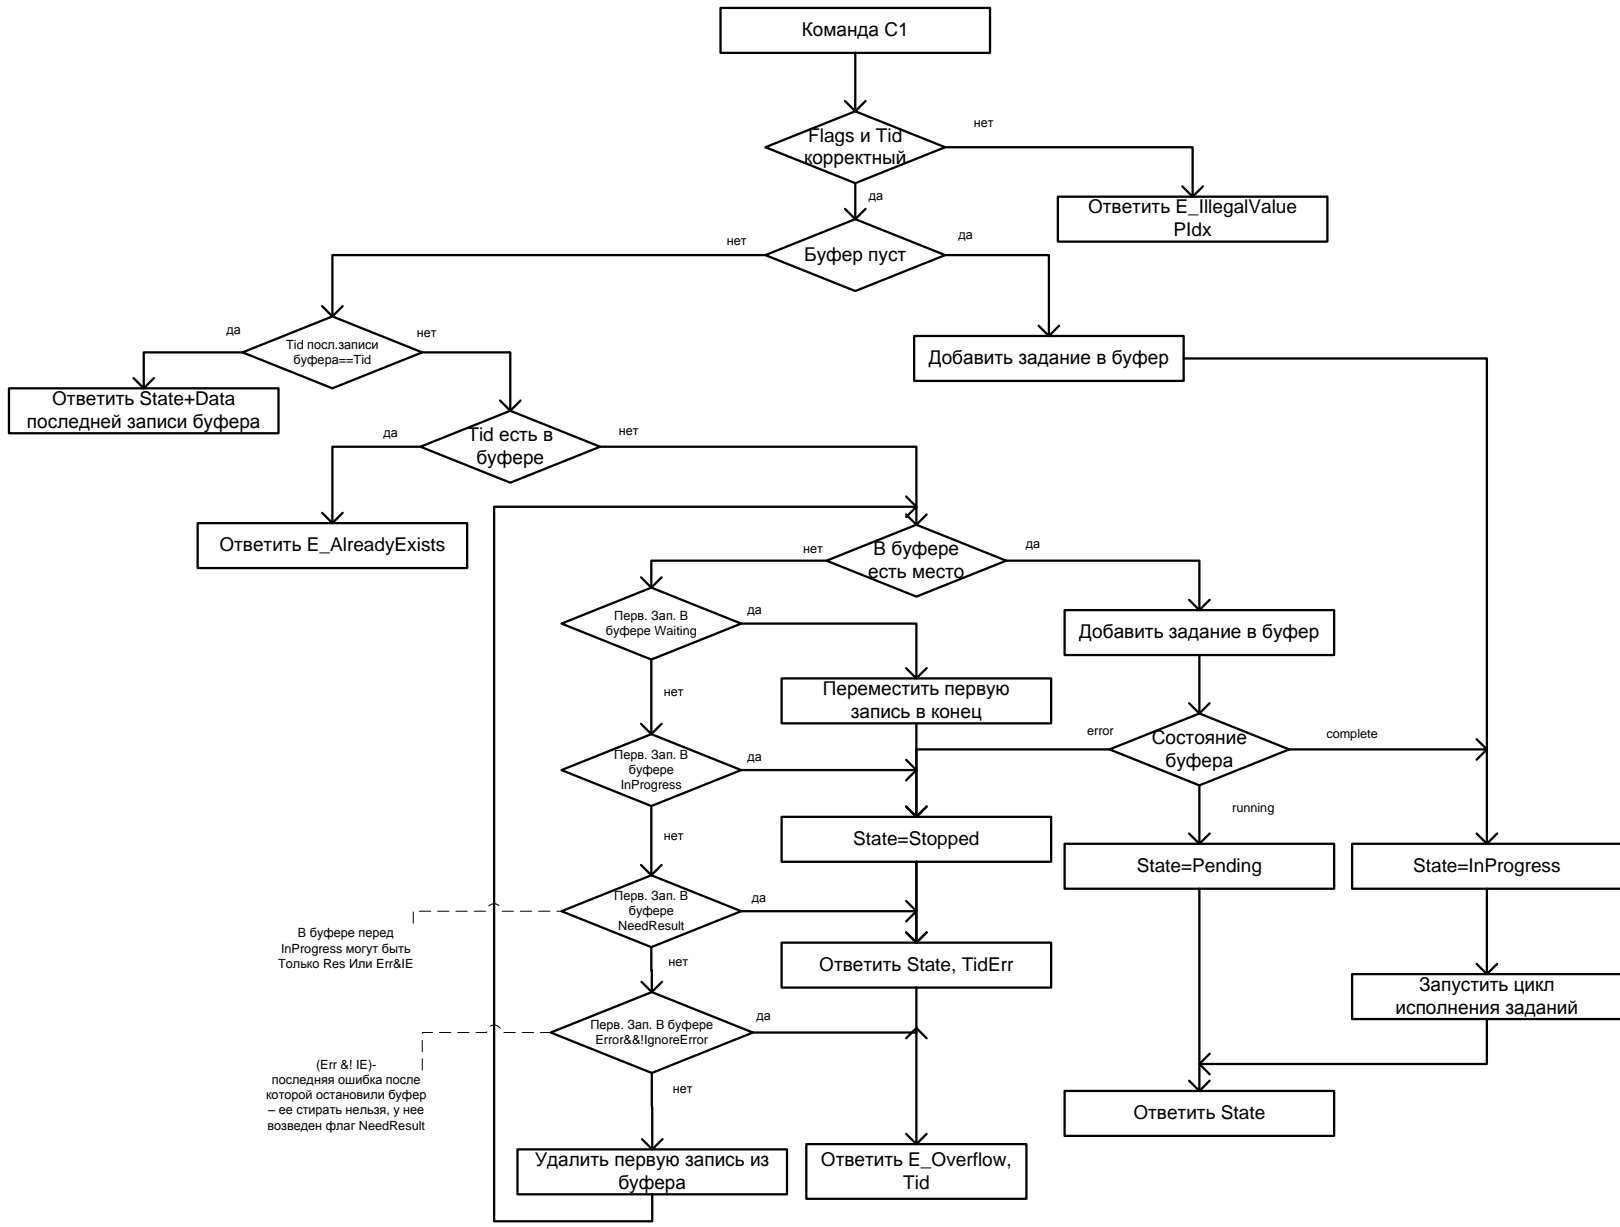 Команда C1
Flags и Tid
корректный
нет
да
Ответить E_IllegalValue
PIdx
Буфер пуст
нет
да
Tid посл.записи
буфера==Tid
да
нет
Добавить задание в буфер
Ответить State+Data
последней записи буфера
Tid есть в
буфере
да
нет
Ответить E_AlreadyExists
В буфере
есть место
нет
да
Перв. Зап. В
буфере Waiting
да
нет
Добавить задание в буфер
Переместить первую
запись в конец
Перв. Зап. В
буфере
InProgress
да
нет
error
Состояние
буфера
complete
running
State=Stopped
State=Pending
State=InProgress
Перв. Зап. В
буфере
NeedResult
да
нет
В буфере перед
InProgress могут быть
Только Res Или Err&IE
Ответить State, TidErr
Запустить цикл
исполнения заданий
Перв. Зап. В буфере
Error&&!IgnoreError
да
нет
(Err &! IE)-
последняя ошибка после
которой остановили буфер
– ее стирать нельзя, у нее
возведен флаг NeedResult
Ответить State
Удалить первую запись из
буфера
Ответить E_Overflow,
Tid